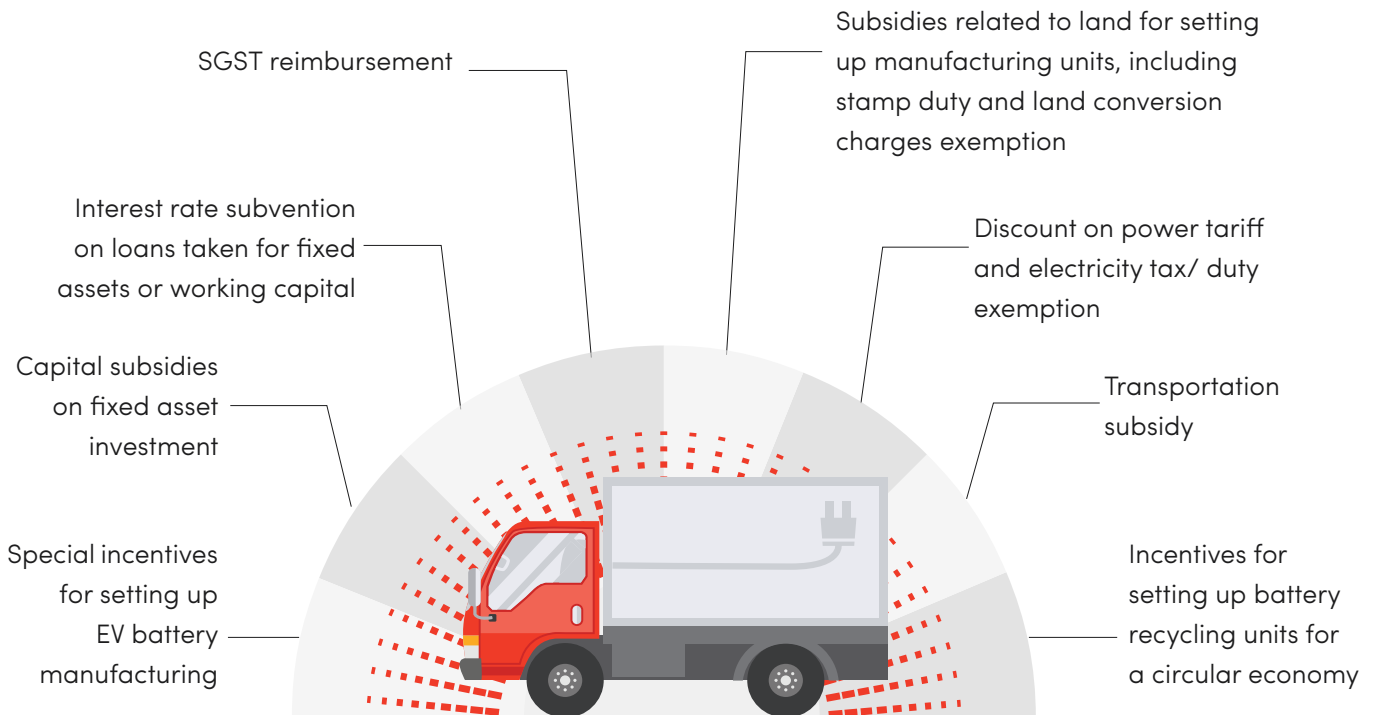 SGST reimbursement
Subsidies related to land for setting
up manufacturing units, including
stamp duty and land conversion
charges exemption
Interest rate subvention
on loans taken for fixed
assets or working capital
Discount on power tariff
and electricity tax/ duty
exemption
Capital subsidies
on fixed asset
investment
Transportation
subsidy
Special incentives
for setting up
EV battery
manufacturing
Incentives for
setting up battery
recycling units for
a circular economy